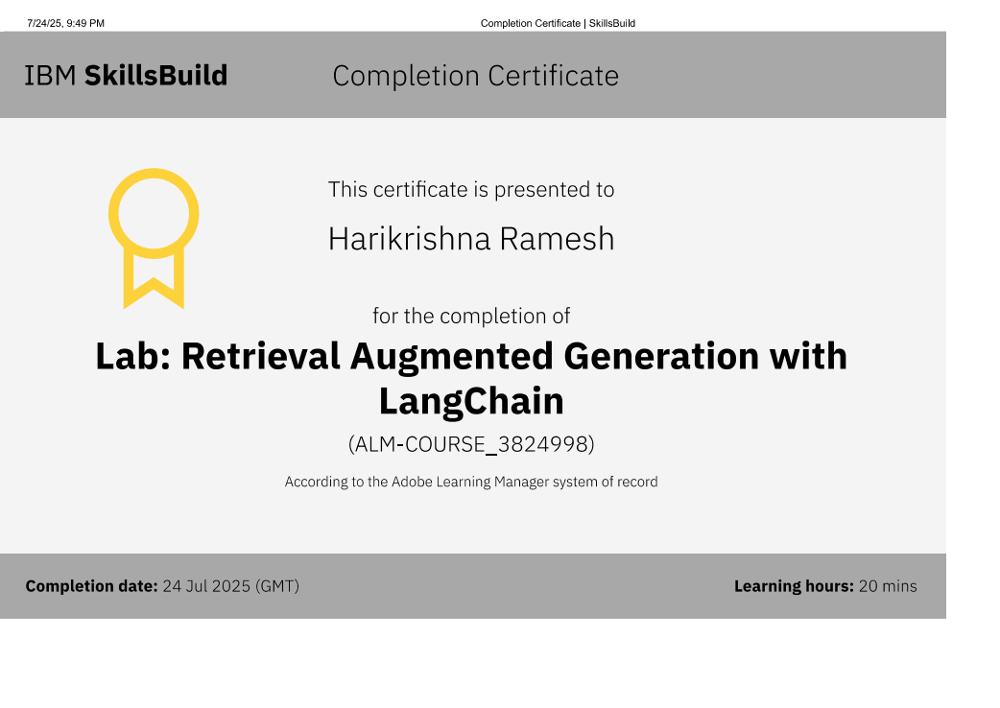 7/24/25, 9:49 PM Completion Certificate | SkillsBuild
IBM SkillsBuild Completion Certificate
This certificate is presented to
Harikrishna Ramesh
for the completion of
Lab: Retrieval Augmented Generation with
LangChain
(ALM-COURSE_3824998)
According to the Adobe Learning Manager system of record
Completion date: 24 Jul 2025 (GMT) Learning hours: 20 mins